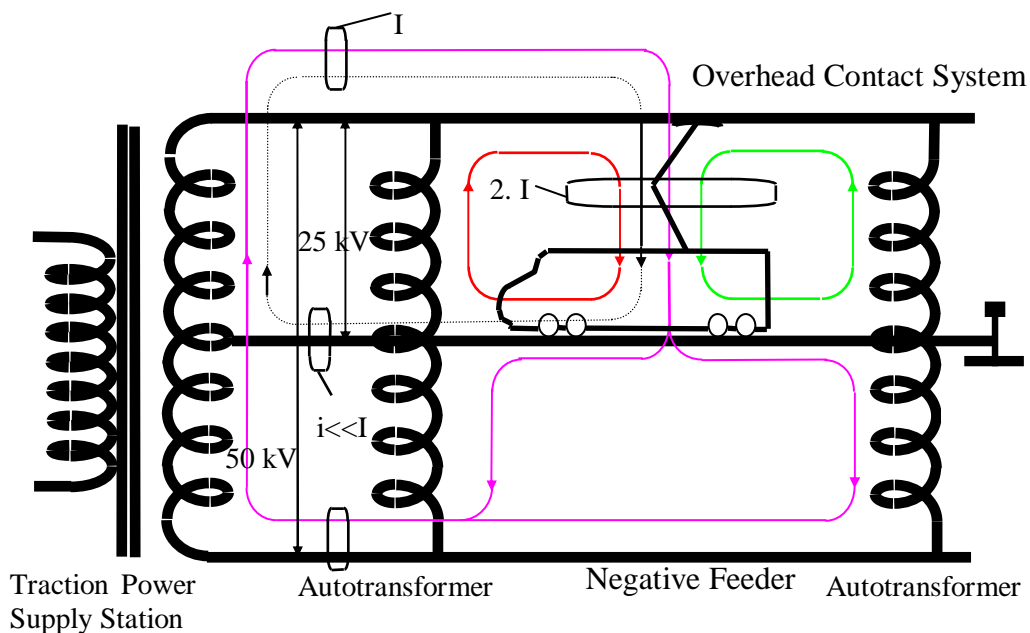 I
Overhead Contact System
2. I
25 kV
i<<I
50 kV
Traction Power
Supply Station
Autotransformer
Negative Feeder
Autotransformer